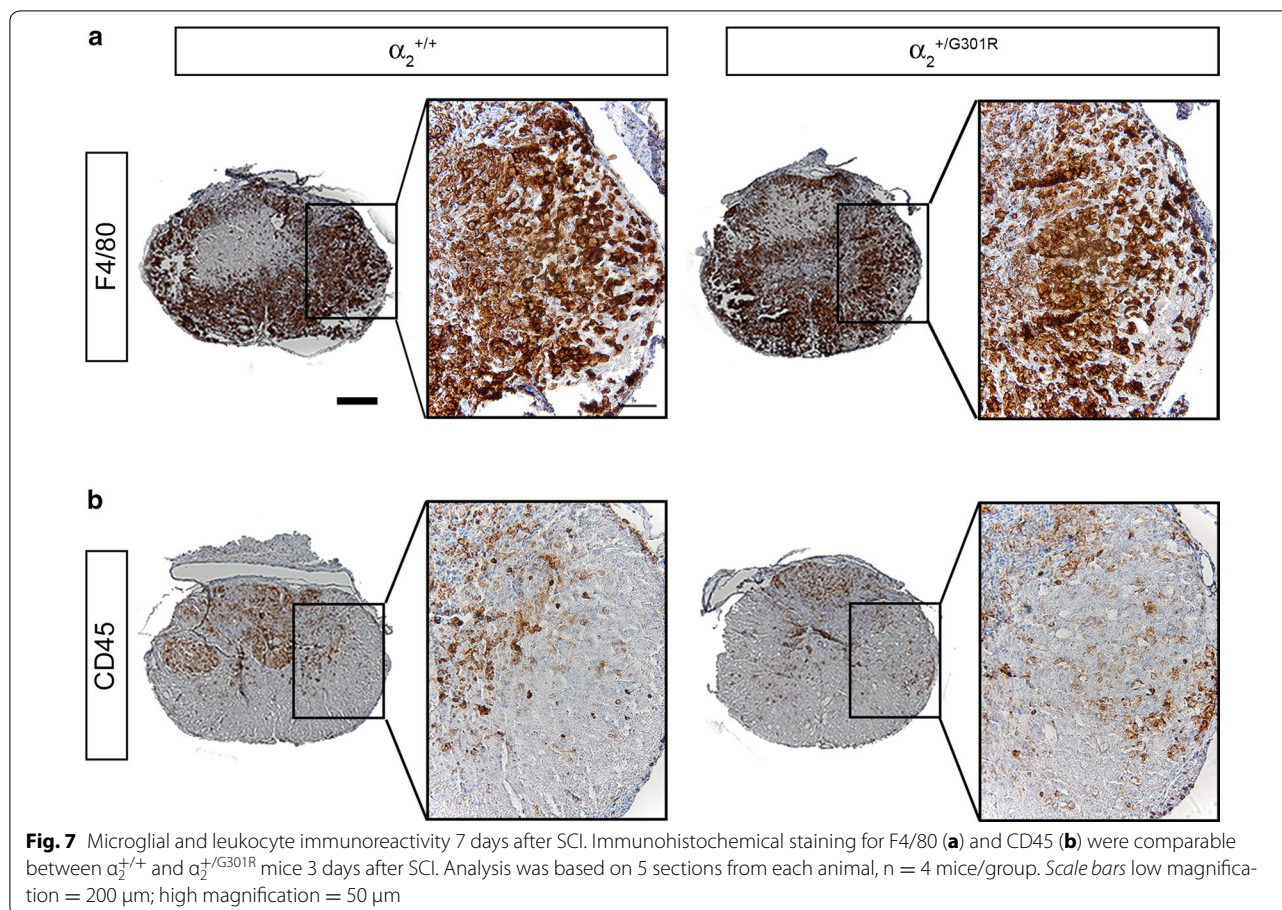 a
α₂⁺/⁺
α₂⁺/G301R
F4/80
b
CD45
Fig. 7 Microglial and leukocyte immunoreactivity 7 days after SCI. Immunohistochemical staining for F4/80 (a) and CD45 (b) were comparable
between α₂⁺/⁺ and α₂⁺/G301R mice 3 days after SCI. Analysis was based on 5 sections from each animal, n = 4 mice/group. Scale bars low magnifica-
tion = 200 μm; high magnification = 50 μm